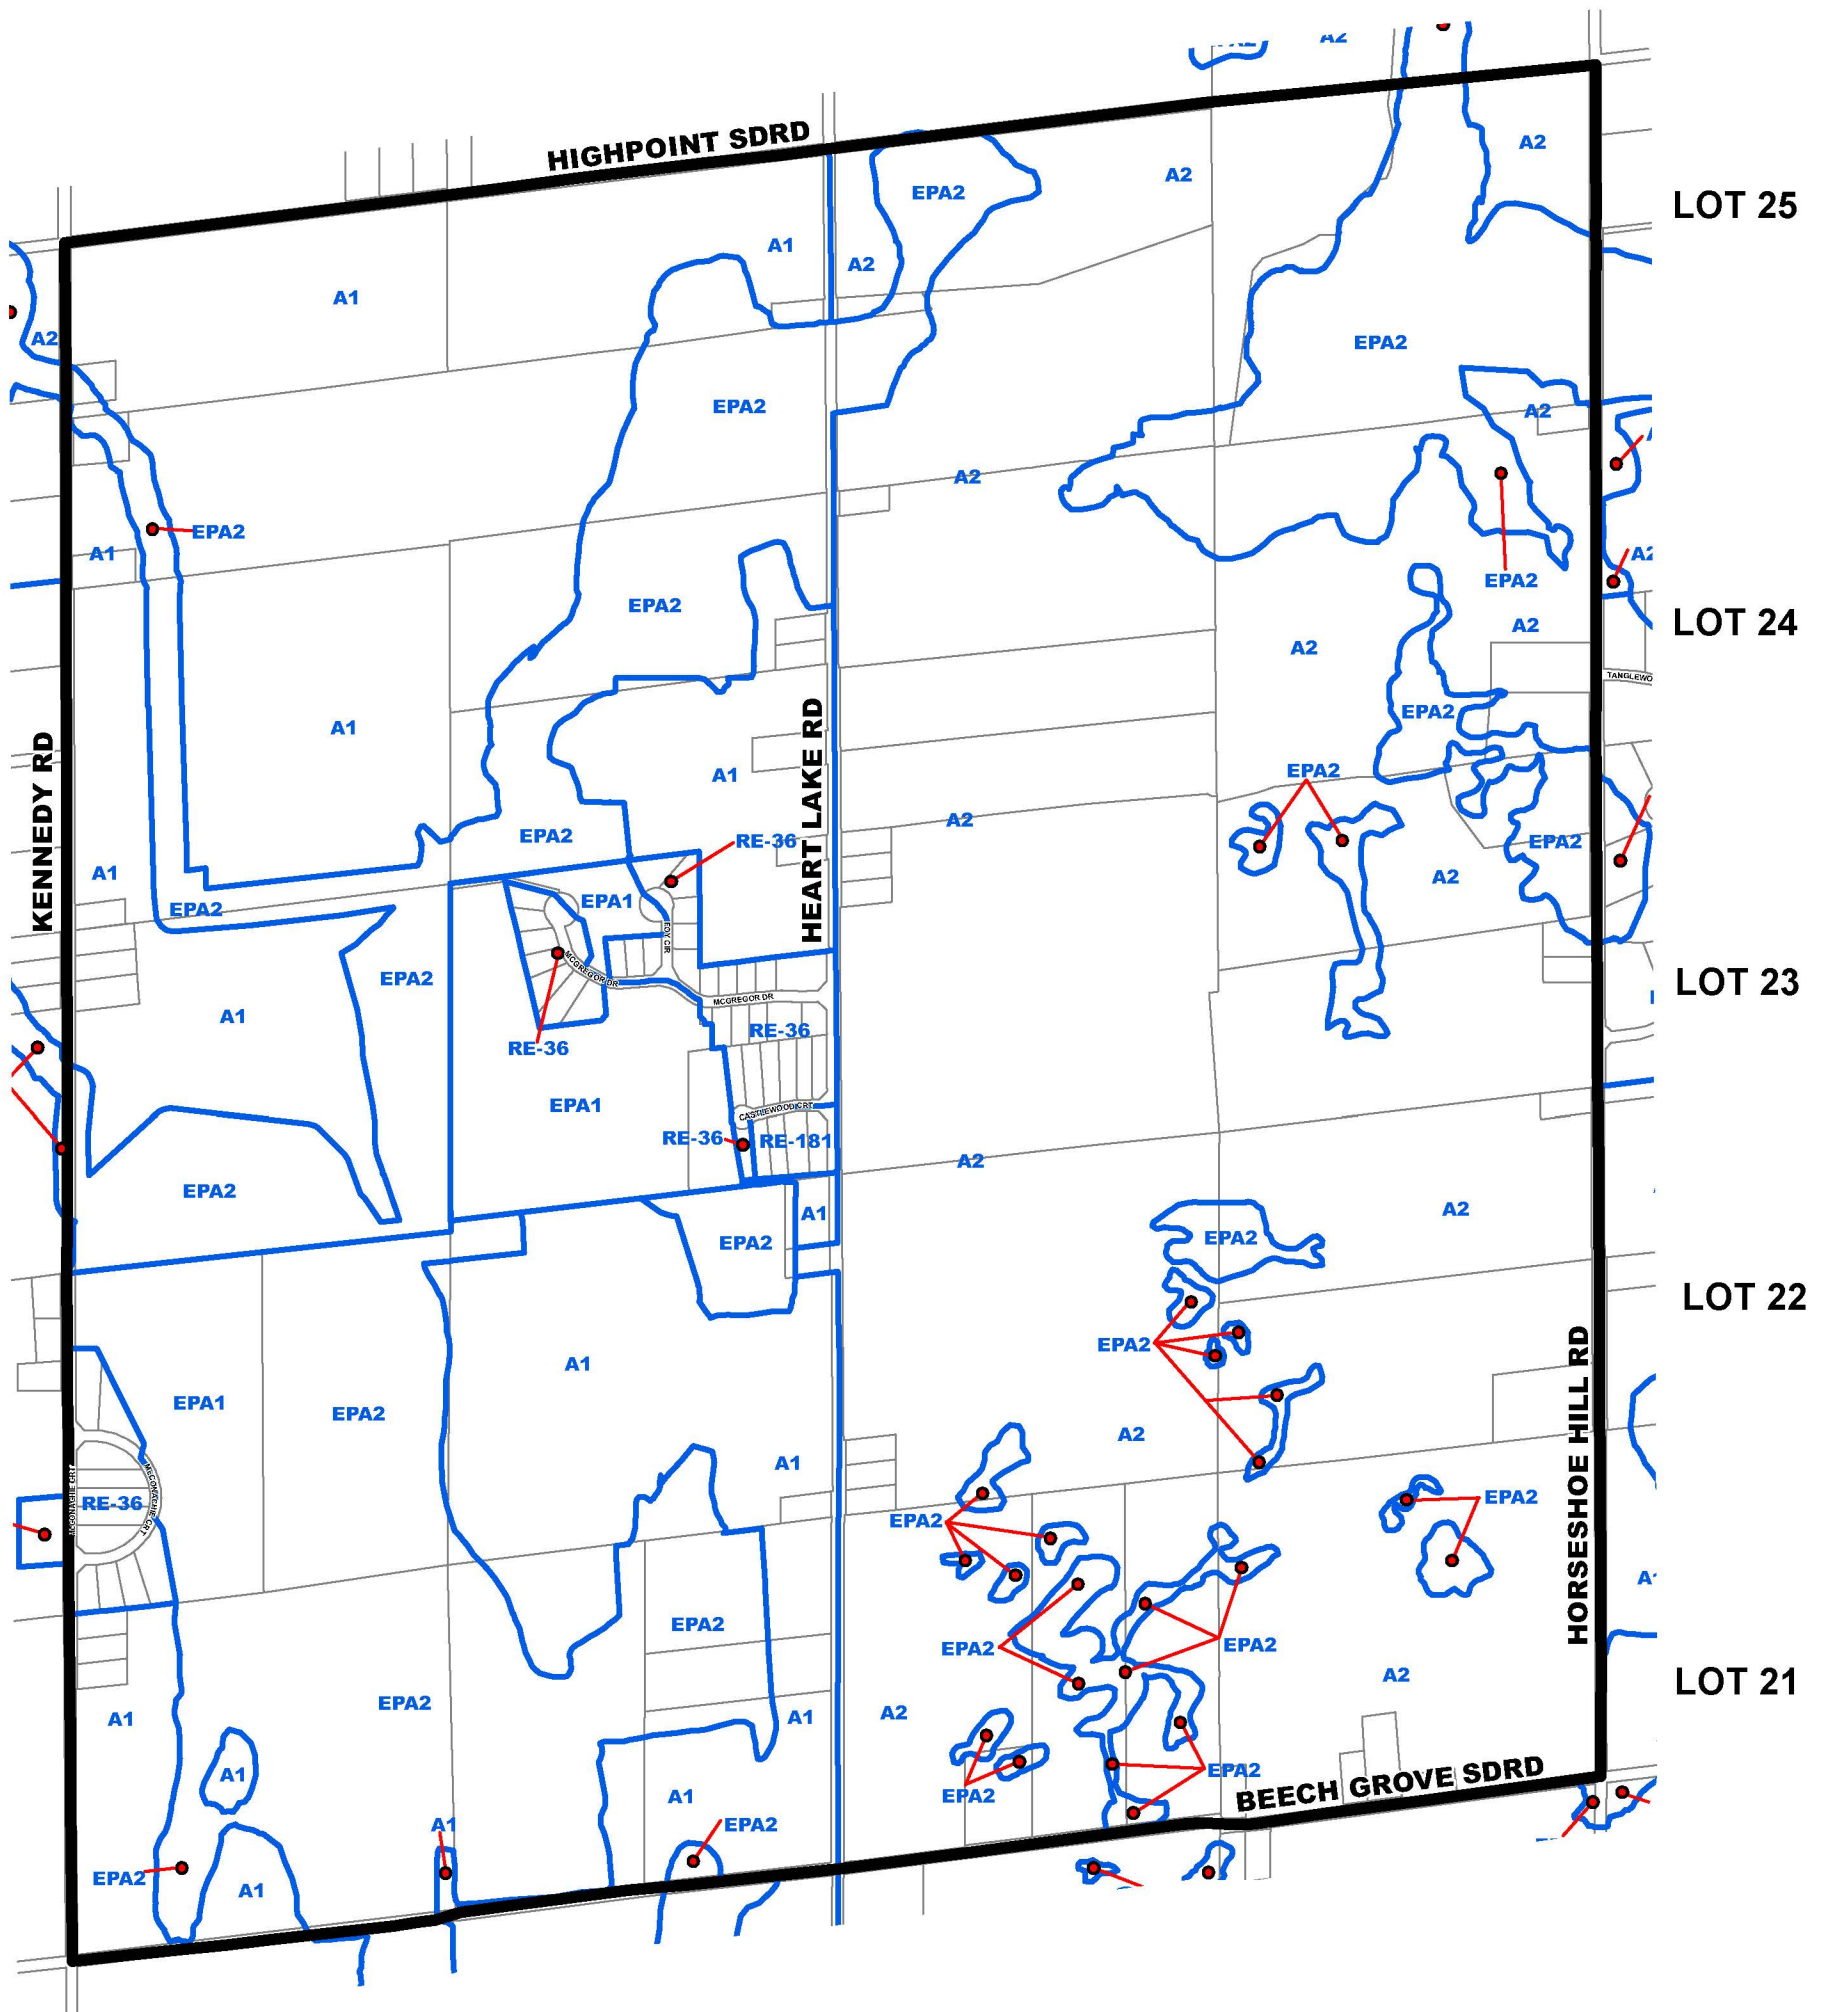 A2
HIGHPOINT SDRD
A2
A2
EPA2
LOT 25
A1
A2
A1
A2
EPA2
EPA2
A2
A2
EPA2
A1
A2
EPA2
EPA2
A2
LOT 24
A2
TANGLEWO
EPA2
A1
HEART LAKE RD
KENNEDY RD
A1
EPA2
A2
EPA2
RE-36
EPA2
A1
A2
EPA1
EPA2
EPA2
MCGREGOR DR
LOT 23
MCGREGOR DR
A1
RE-36
RE-36
EPA1
CASTLEWOOD CRT
RE-36
RE-181
A2
EPA2
A1
A2
EPA2
EPA2
LOT 22
EPA2
A1
HORSESHOE HILL RD
EPA1
EPA2
A2
A1
RE-36
EPA2
EPA2
EPA2
EPA2
EPA2
A2
LOT 21
EPA2
A1
A1
A2
A1
EPA2
BEECH GROVE SDRD
A1
EPA2
A1
EPA2
EPA2
A1